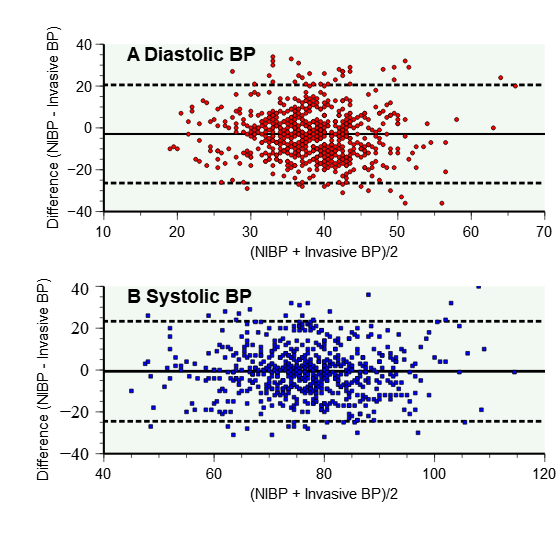 A Diastolic BP
Difference (NIBP - Invasive BP)
40
20
0
−20
−40
10 20 30 40 50 60 70
(NIBP + Invasive BP)/2
B Systolic BP
Difference (NIBP - Invasive BP)
40
20
0
−20
−40
40 60 80 100 120
(NIBP + Invasive BP)/2